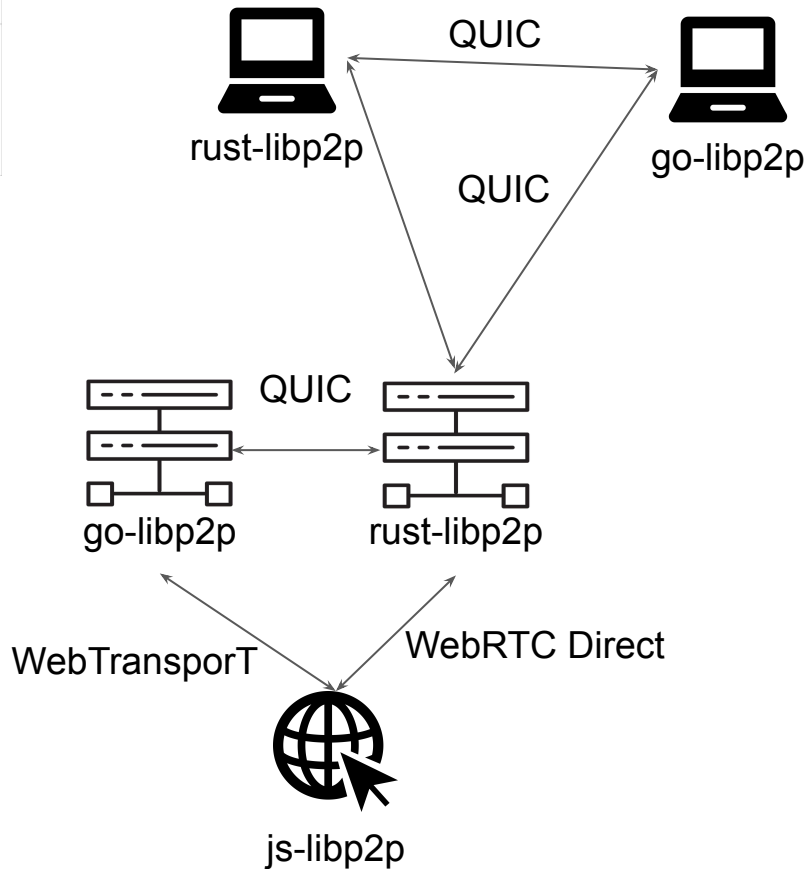 QUIC
rust-libp2p
go-libp2p
QUIC
QUIC
go-libp2p
rust-libp2p
WebTransporT
WebRTC Direct
js-libp2p